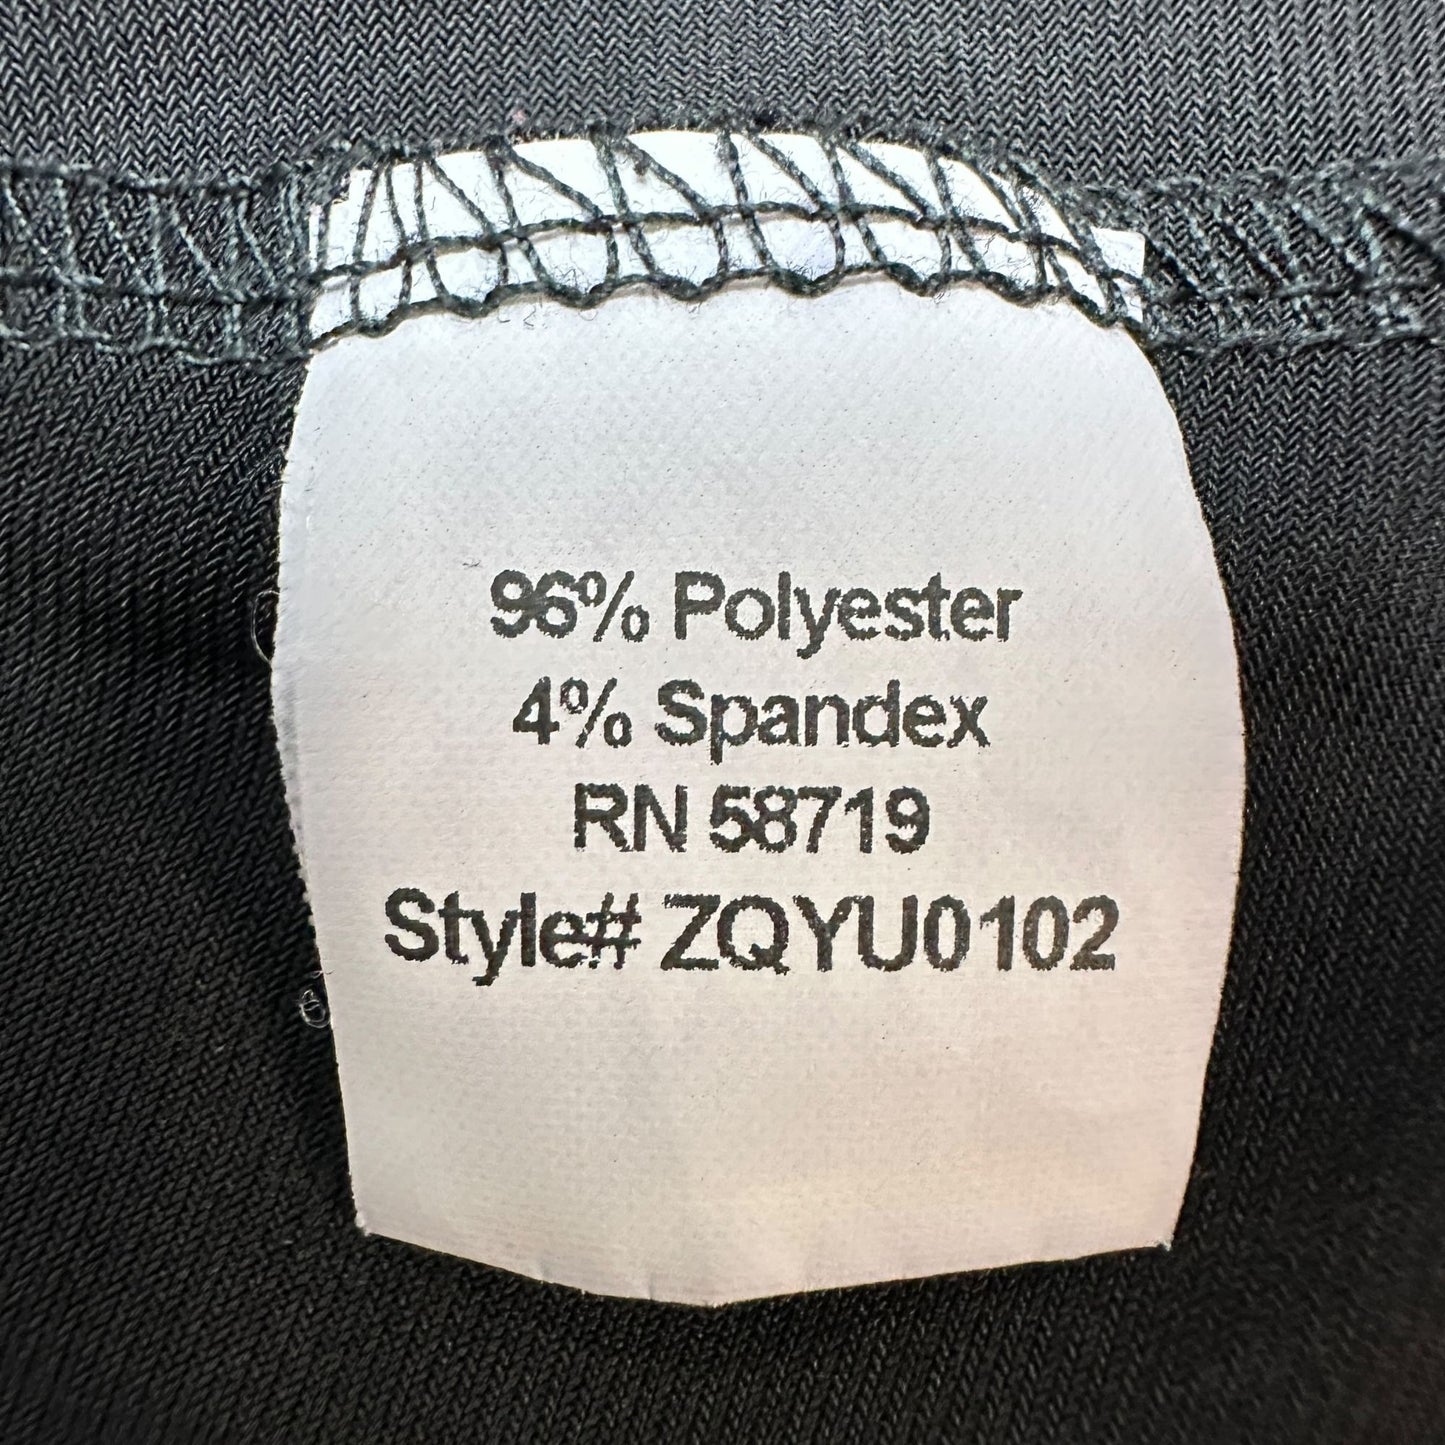 96% Polyester
4% Spandex
RN 58719
Style# ZQYU0102